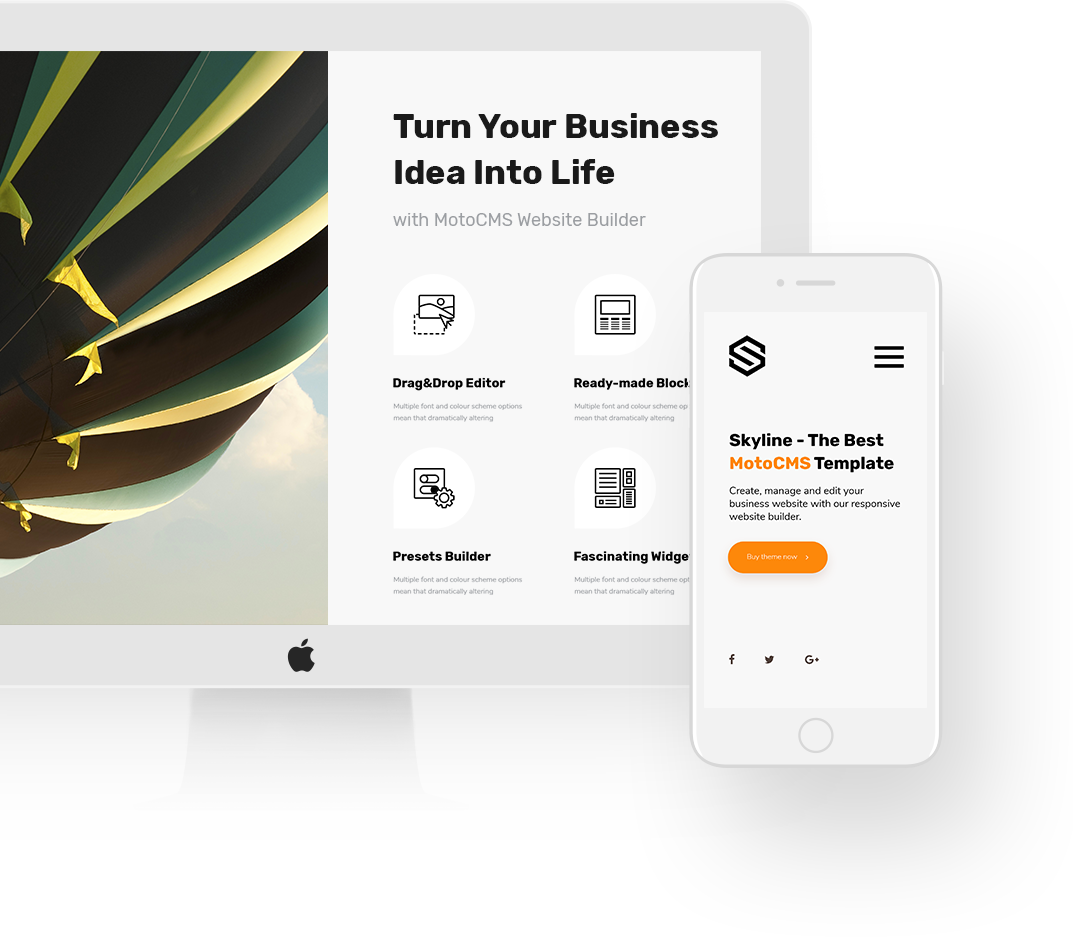 Turn Your Business
Idea Into Life
with MotoCMS Website Builder
Drag&Drop Editor
Multiple font and colour scheme options
mean that dramatically altering
Ready-made Block
Multiple font and colour scheme op
mean that dramatically altering
Presets Builder
Multiple font and colour scheme options
mean that dramatically altering
Fascinating Widge
Multiple font and colour scheme opt
mean that dramatically altering
Skyline - The Best
MotoCMS Template
Create, manage and edit your
business website with our responsive
website builder.
Buy theme now